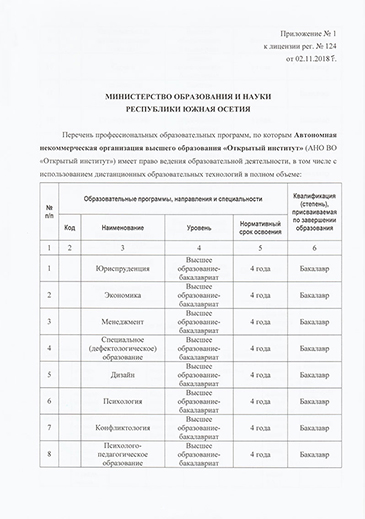 Приложение № 1
к лицензии рег. № 124
от 02.11.2018 г.
МИНИСТЕРСТВО ОБРАЗОВАНИЯ И НАУКИ
РЕСПУБЛИКИ ЮЖНАЯ ОСЕТИЯ
Перечень профессиональных образовательных программ, по которым Автономная
некоммерческая организация высшего образования «Открытый институт» (АНО ВО
«Открытый институт») имеет право ведения образовательной деятельности, в том числе с
использованием дистанционных образовательных технологий в полном объеме:
№ п/п
Образовательные программы, направления и специальности
Квалификация (степень), присваиваемая по завершении образования
Код
Наименование
Уровень
Нормативный срок освоения
1 2 3 4 5 6
1 Юриспруденция Высшее образование-бакалавриат 4 года Бакалавр
2 Экономика Высшее образование-бакалавриат 4 года Бакалавр
3 Менеджмент Высшее образование-бакалавриат 4 года Бакалавр
4 Специальное (дефектологическое) образование Высшее образование-бакалавриат 4 года Бакалавр
5 Дизайн Высшее образование-бакалавриат 4 года Бакалавр
6 Психология Высшее образование-бакалавриат 4 года Бакалавр
7 Конфликтология Высшее образование-бакалавриат 4 года Бакалавр
8 Психолого-педагогическое образование Высшее образование-бакалавриат 4 года Бакалавр